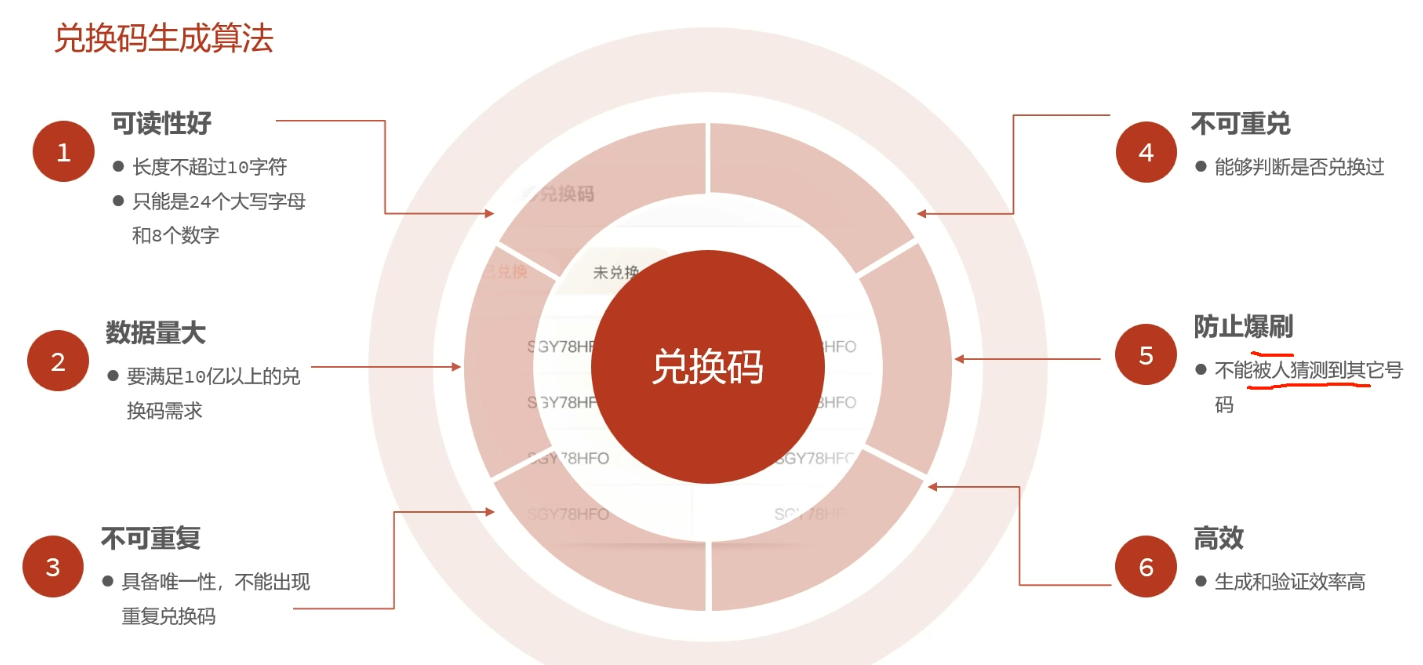 兑换码生成算法
1
可读性好
● 长度不超过10字符
● 只能是24个大写字母
和8个数字
2
数据量大
● 要满足10亿以上的兑
换码需求
3
不可重复
● 具备唯一性，不能出现
重复兑换码
兑换码
已兑换
未兑换
SGY78HF
8HFO
SGY78HF
8HFO
SGY78HFO
SGY78HFO
SGY78HFO
兑换码
4
不可重兑
● 能够判断是否兑换过
5
防止爆刷
● 不能被人猜测到其它号
码
6
高效
● 生成和验证效率高